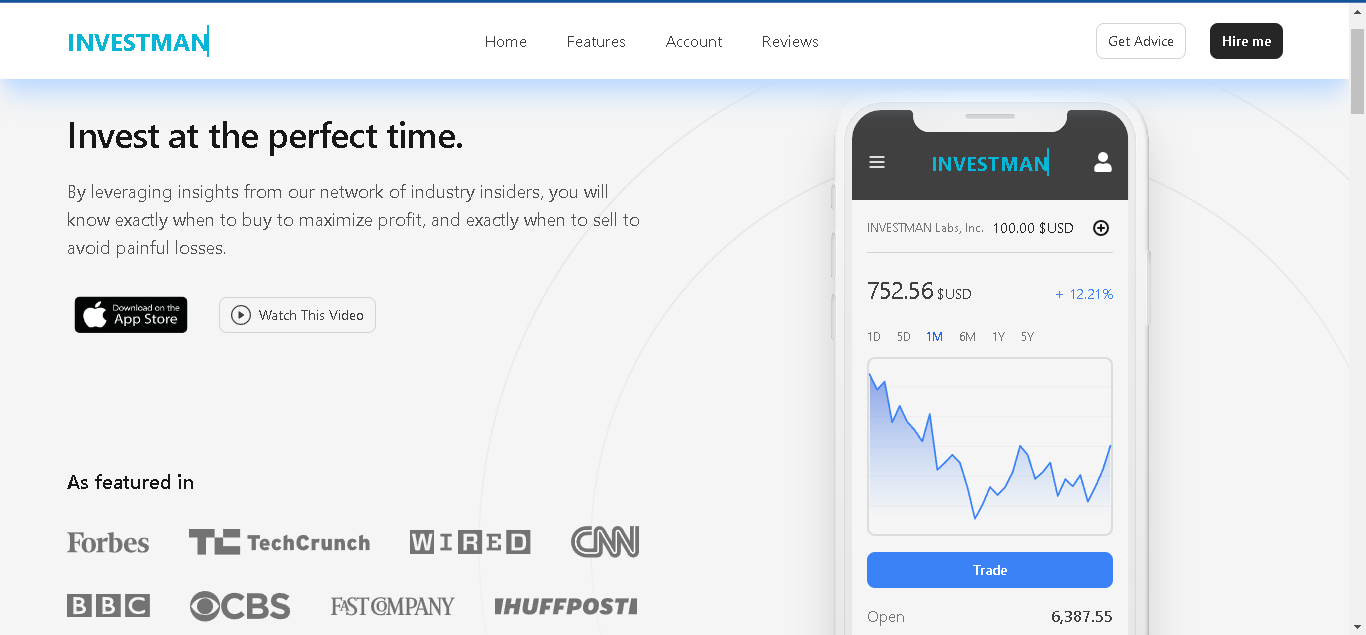 INVESTMAN
Home Features Account Reviews
Get Advice
Hire me
Invest at the perfect time.
By leveraging insights from our network of industry insiders, you will
know exactly when to buy to maximize profit, and exactly when to sell to
avoid painful losses.
Download on the
App Store
Watch This Video
As featured in
Forbes
TC TechCrunch
WIRED
CNN
BBC
CBS
FAST COMPANY
HUFFPOST
INVESTMAN
INVESTMAN Labs, Inc. 100.00 $USD
752.56 $USD + 12.21%
1D 5D 1M 6M 1Y 5Y
Trade
Open 6,387.55